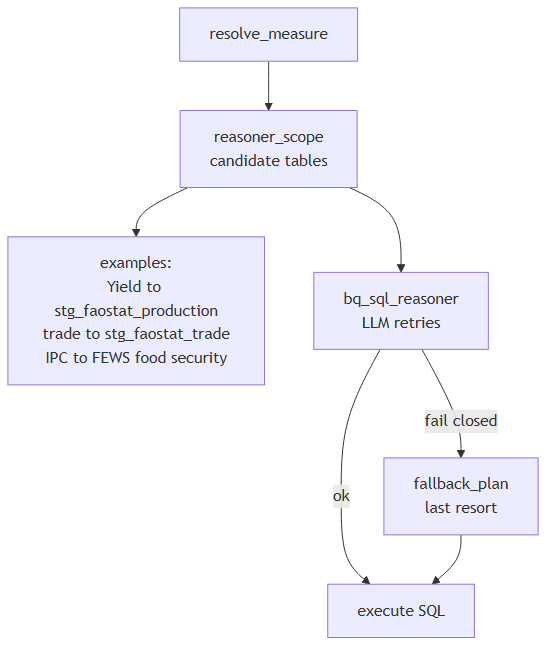 resolve_measure
reasoner_scope
candidate tables
examples:
Yield to
stg_faostat_production
trade to stg_faostat_trade
IPC to FEWS food security
bq_sql_reasoner
LLM retries
fail closed
fallback_plan
last resort
ok
execute SQL